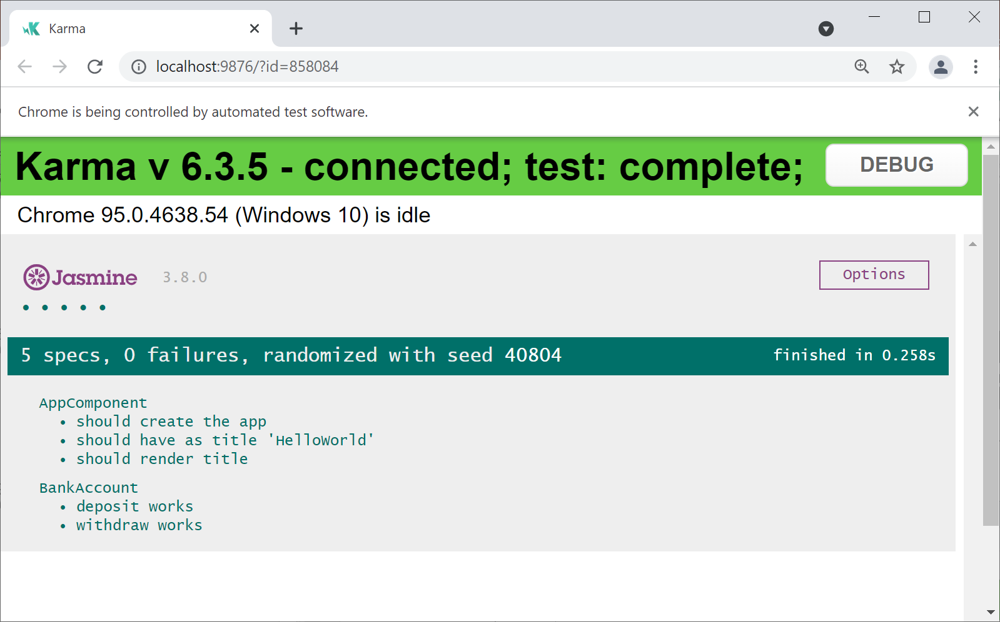 Karma
localhost:9876/?id=858084
Chrome is being controlled by automated test software.
Karma v 6.3.5 - connected; test: complete;
DEBUG
Chrome 95.0.4638.54 (Windows 10) is idle
Jasmine 3.8.0
Options
• • • • •
5 specs, 0 failures, randomized with seed 40804
finished in 0.258s
AppComponent
• should create the app
• should have as title 'HelloWorld'
• should render title
BankAccount
• deposit works
• withdraw works